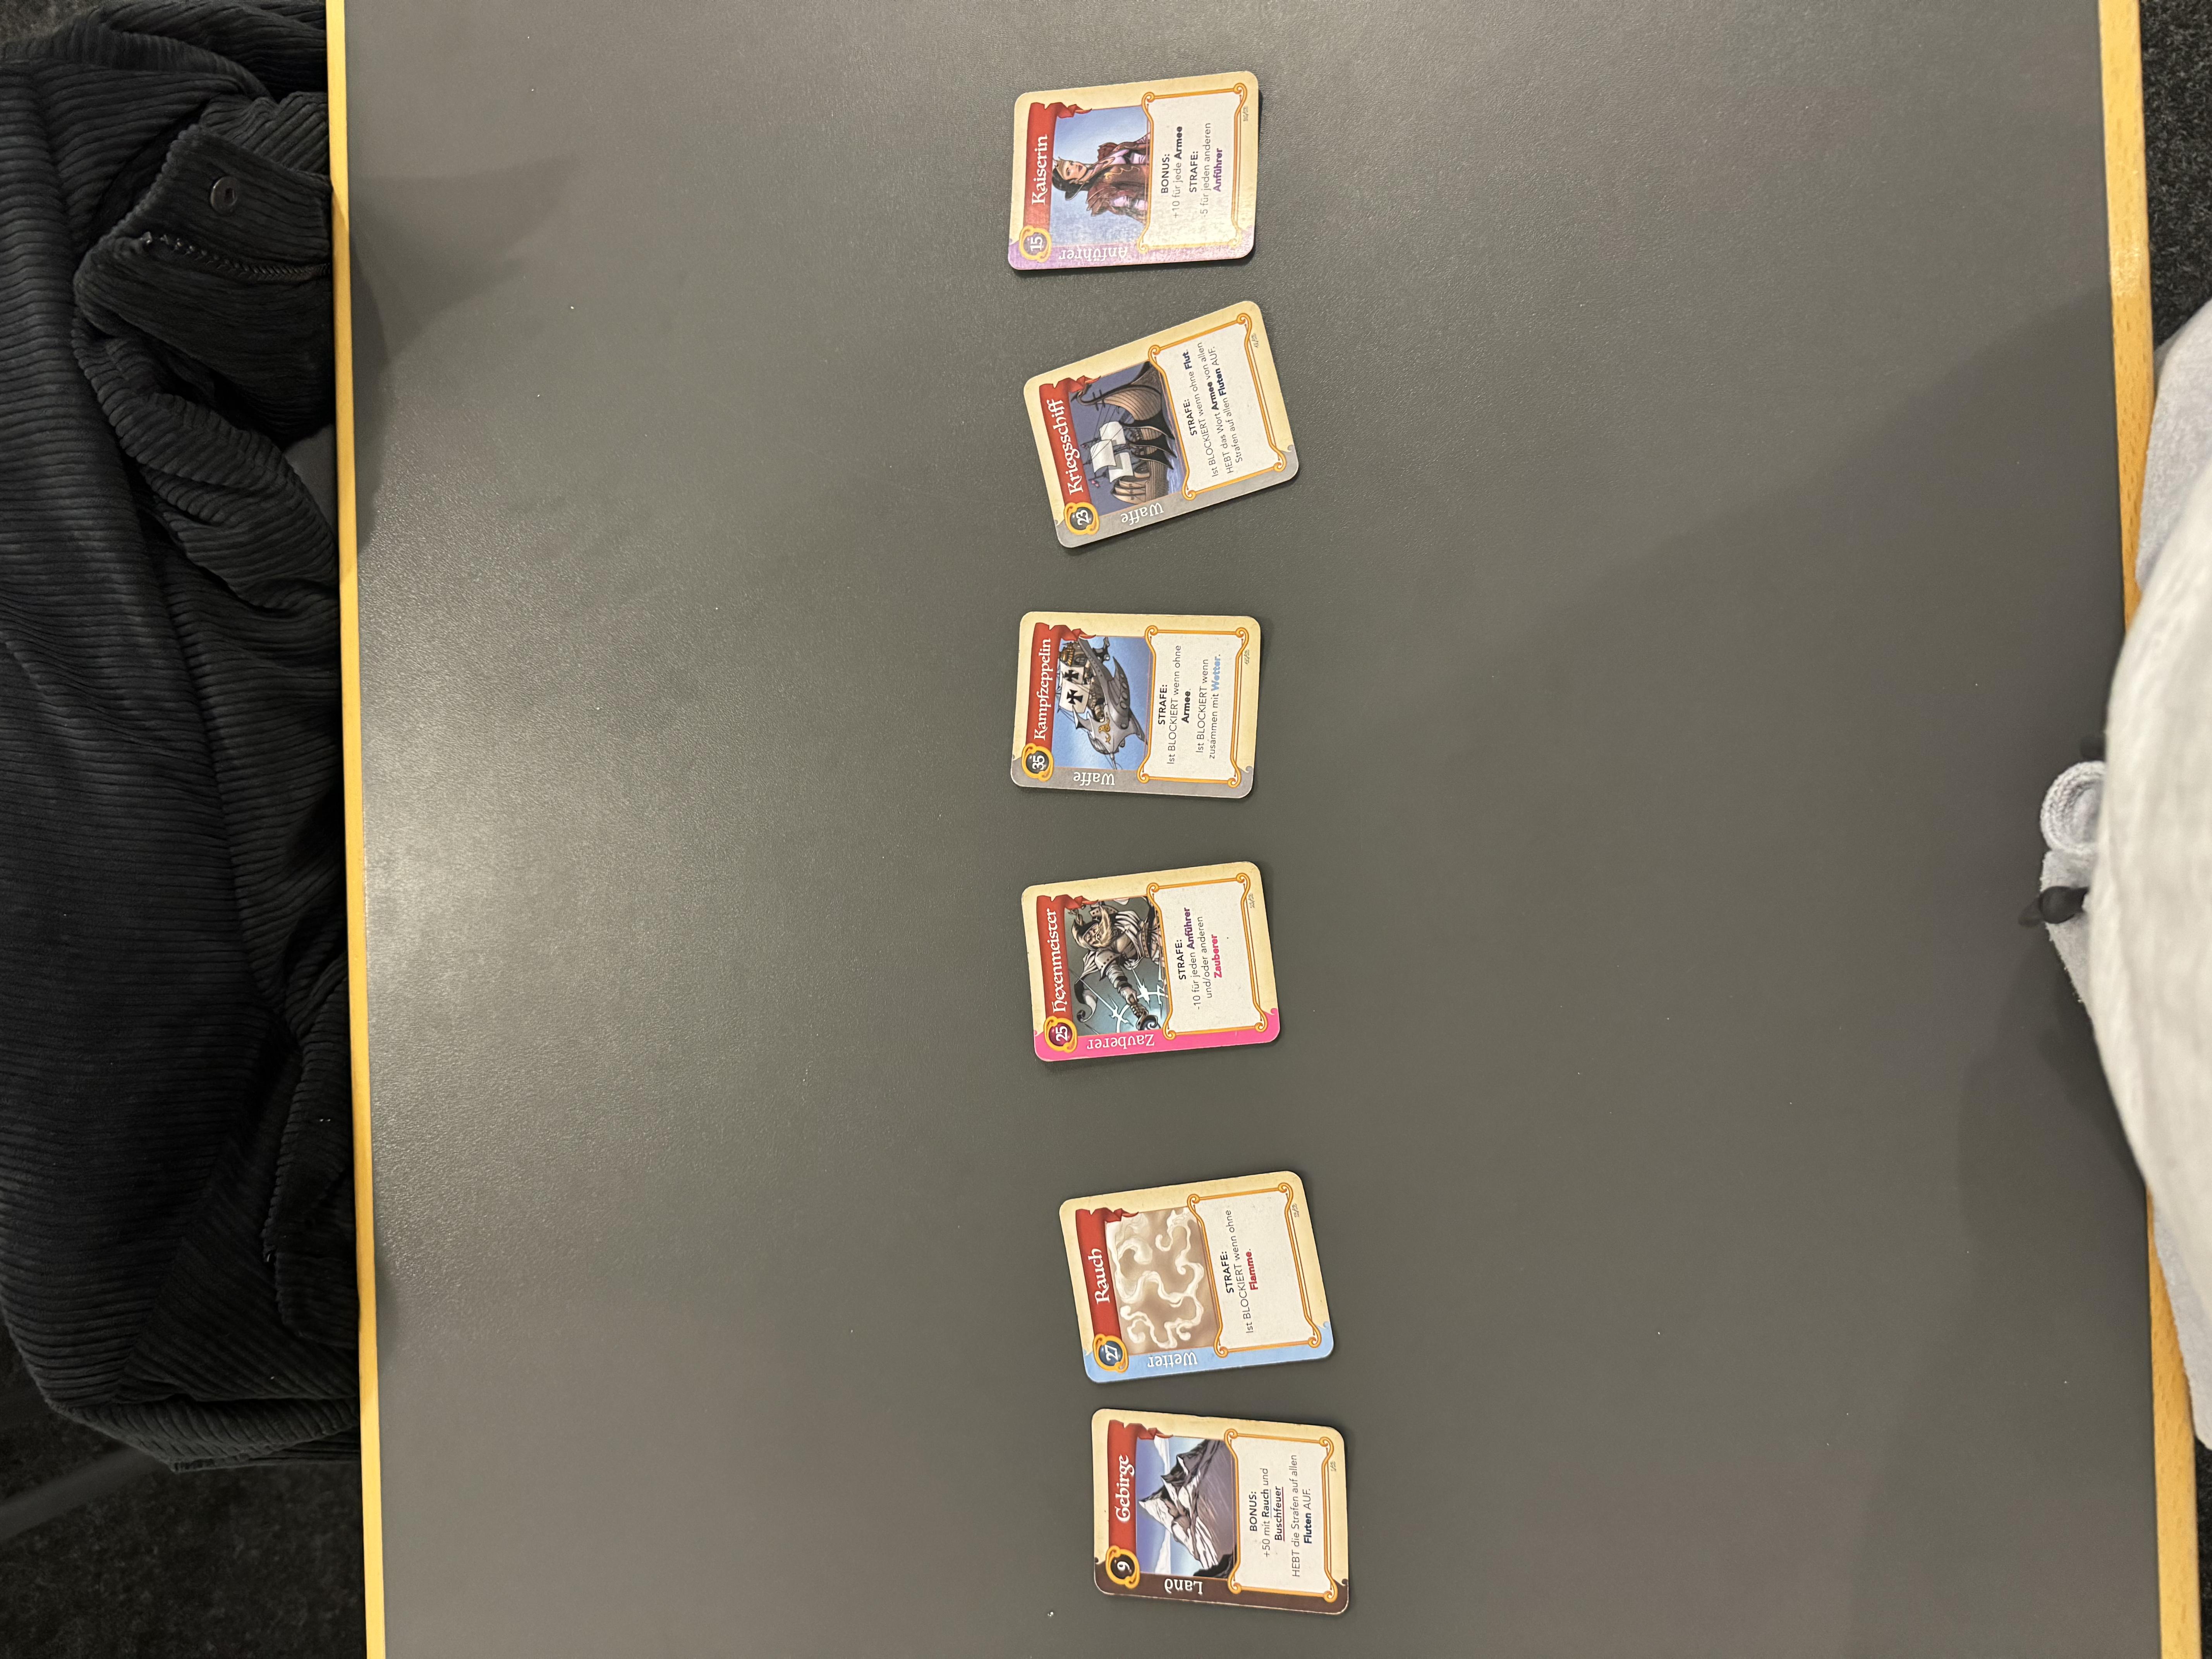 9 Gebirge
Land
BONUS:
+50 mit Rauch und
Buschfeuer
HEBT die Strafen auf allen
Fluten AUF.
27 Rauch
Wetter
STRAFE:
Ist BLOCKIERT wenn ohne
Flamme.
25 Hexenmeister
Zauberer
STRAFE:
-10 für jeden Anführer
und/oder anderen
Zauberer
35 Kampfzeppelin
Waffe
STRAFE:
Ist BLOCKIERT wenn ohne
Armee.
Ist BLOCKIERT wenn
zusammen mit Wetter.
23 Kriegsschiff
Waffe
STRAFE:
Ist BLOCKIERT wenn ohne Flut.
HEBT das Wort Armee von allen
Strafen auf allen Fluten AUF.
15 Kaiserin
Anführer
BONUS:
+10 für jede Armee
STRAFE:
-5 für jeden anderen
Anführer